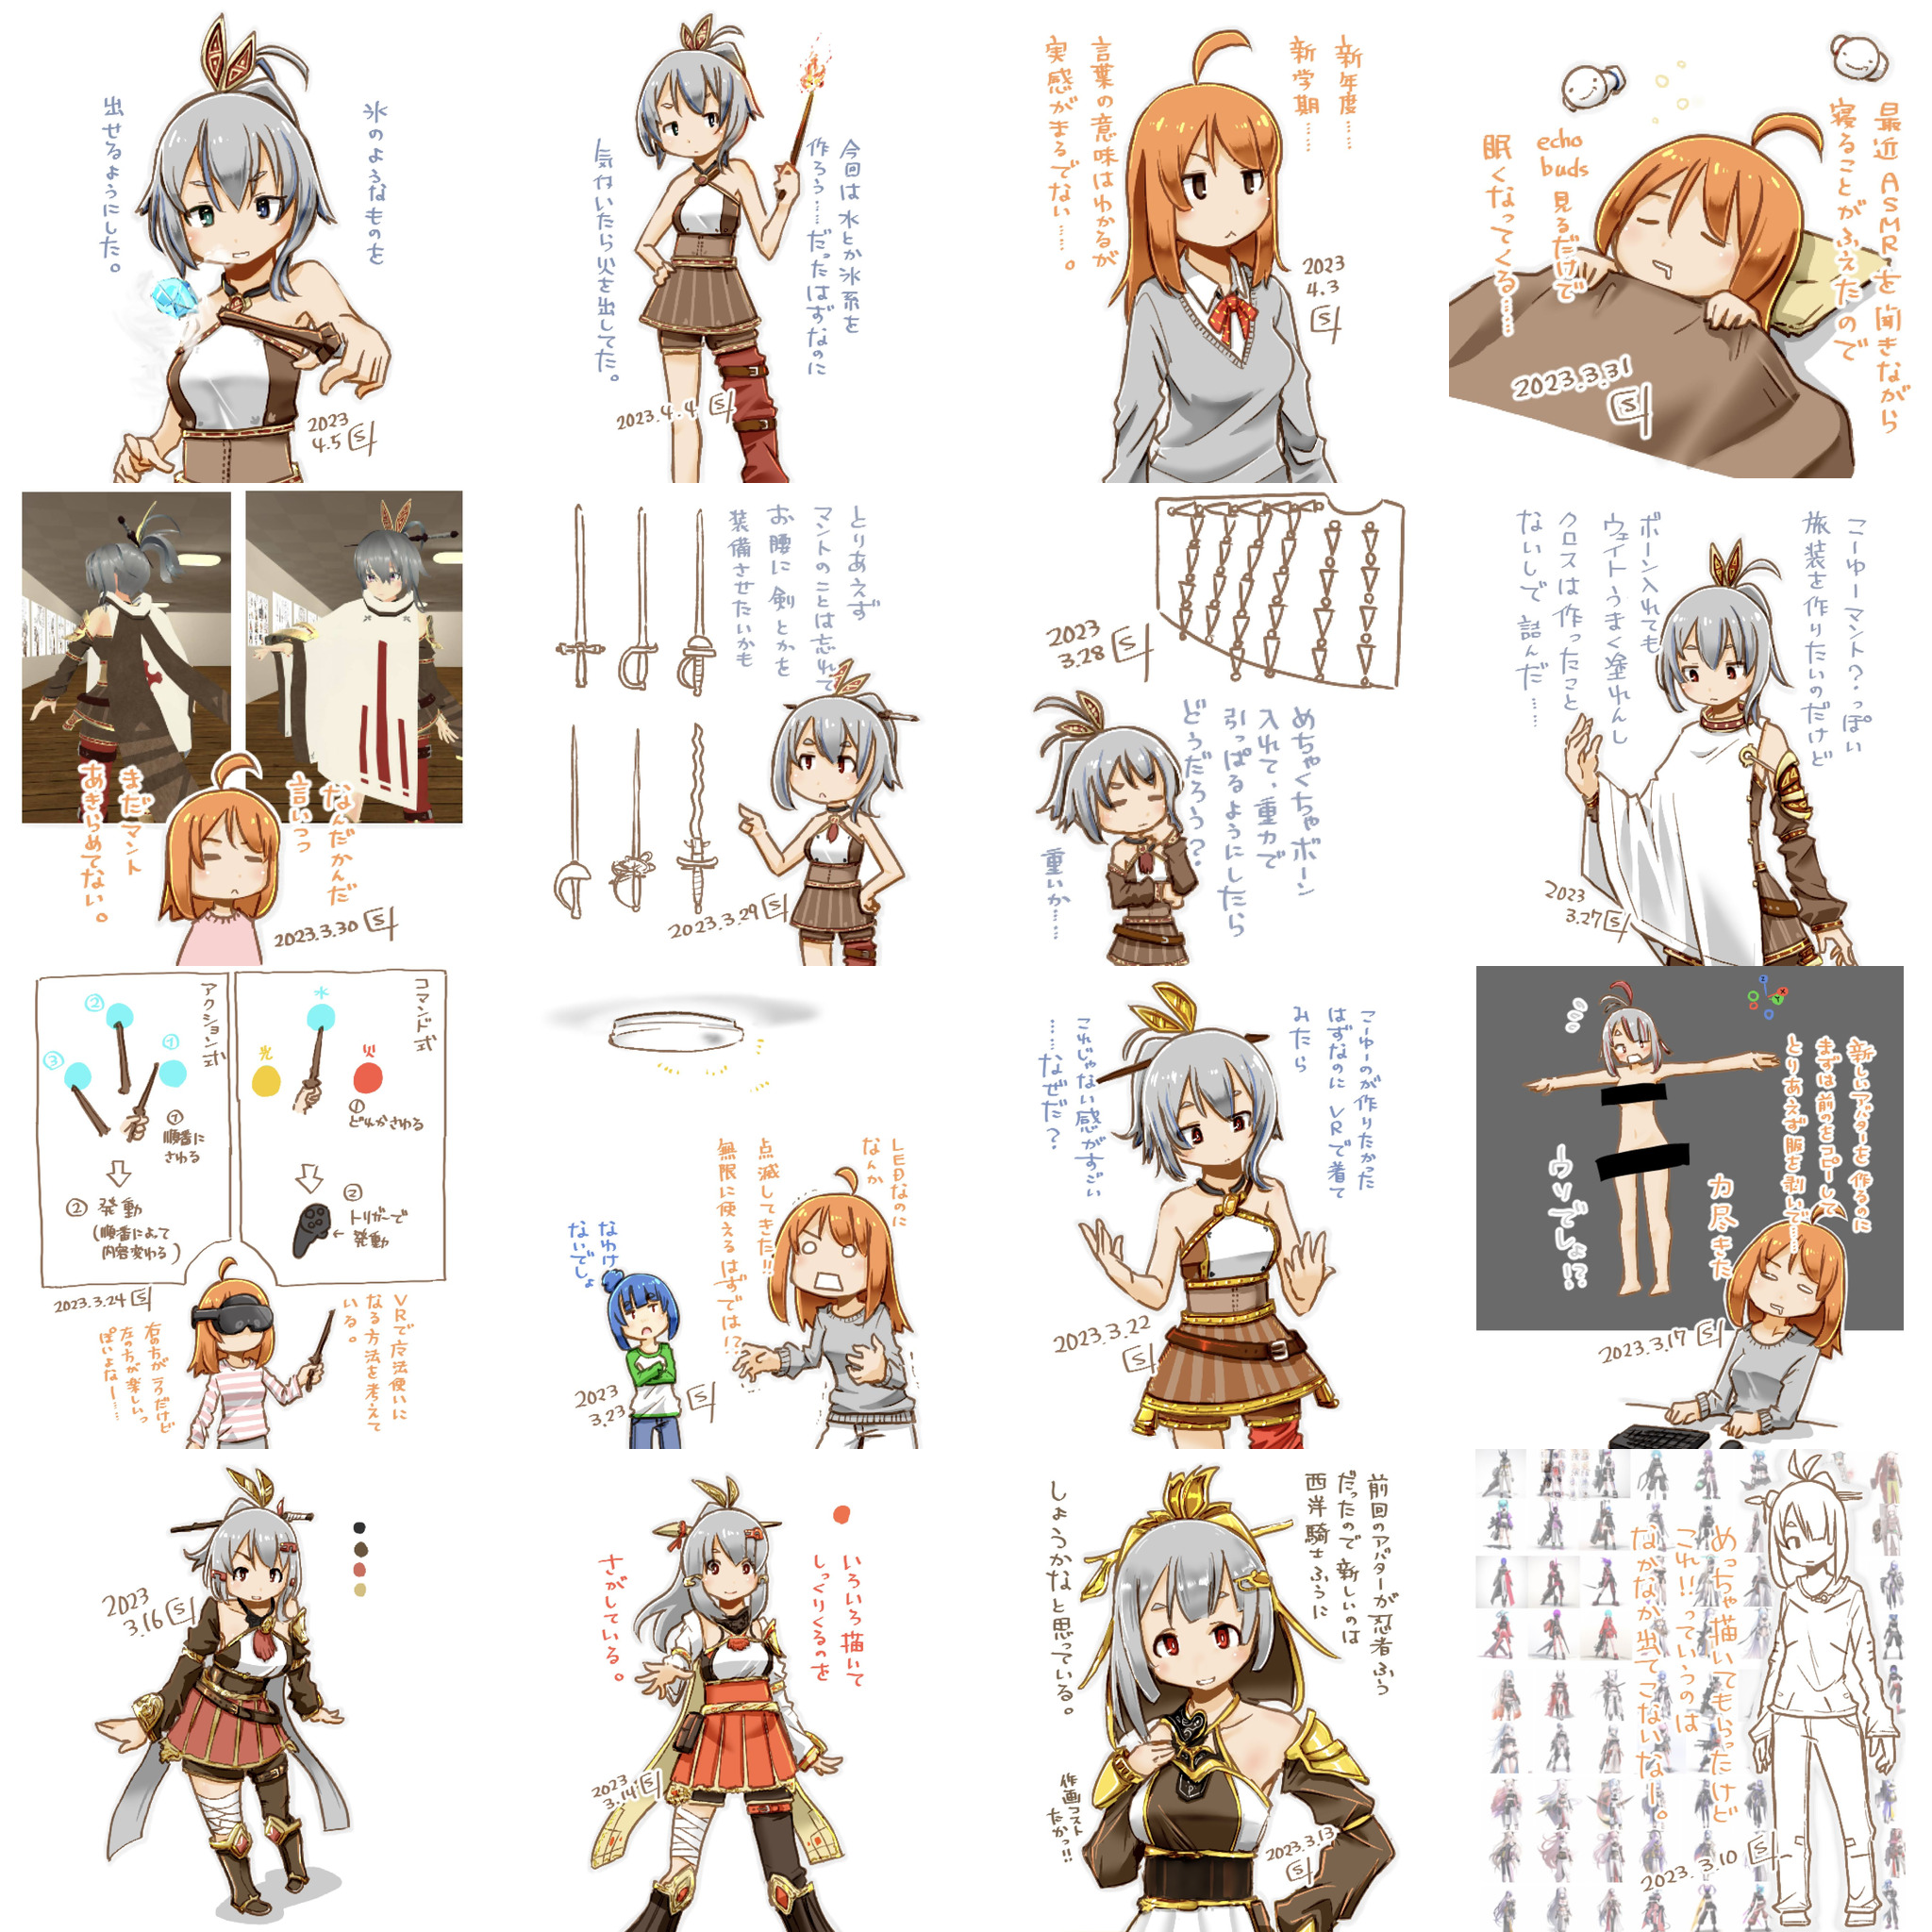 氷のようなものを
出せるようにした。
2023
4.5
今回は水とか氷系を
作ろう……だったはずなのに
気付いたら火を出してた。
2023.4.4
新年度……
新学期……
言葉の意味はわかるが
実感がまるでない……。
2023
4.3
最近ASMRを聞きながら
寝ることがふえたので
echo
buds
見るだけで
眠くなってくる……
2023.3.31
なんだかんだ
言いつつ
まだマント
あきらめてない。
2023.3.30
とりあえず
マントのことは忘れて
お腰に剣とかを
装備させたいかも
2023.3.29
2023
3.28
めちゃくちゃボーン
入れて、重力で
引っぱるようにしたら
どうだろう?
重いか……
こーゆーマント?っぽい
旅装を作りたいのだけど
ボーン入れても
ウェイトうまく塗れんし
クロスは作ったこと
ないしで詰んだ……
2023
3.27
コマンド式
水
光
火
①
どれかさわる
②
トリガーで
発動
アクション式
②
①
③
①
順番に
さわる
② 発動
(順番によって
内容変わる)
2023.3.24
VRで魔法使いに
なる方法を考えて
いる。
右の方が楽だけど
左の方が楽しいっ
ぽいよなー……
LEDなのに
なんか
点滅してきた!!
無限に使えるはずでは!?
なわけ
ないでしょ
2023
3.23
こーゆーのが作りたかった
はずなのにVRで着て
みたら
これじゃない感がすごい
……なぜだ?
2023.3.22
新しいアバターを作るのに
まずは前のをコピーして
とりあえず服を剥いで……
力尽きた
ウソでしょ!?
2023.3.17
2023
3.16
いろいろ描いて
しっくりくるのを
さがしている。
2023
3.14
前回のアバターが忍者ふう
だったので新しいのは
西洋騎士ふうに
しょうかなと思っている。
作画コスト
たかっ!!
2023.3.13
めっちゃ描いてもらったけど
これ!!っていうのは
なかなか出てこないなー。
2023.3.10